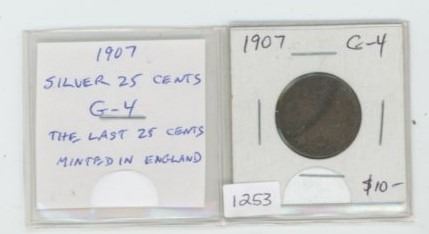 1907
SILVER 25 CENTS
G-4
THE LAST 25 CENTS
MINTED IN ENGLAND
1907 G-4
$10-
1253